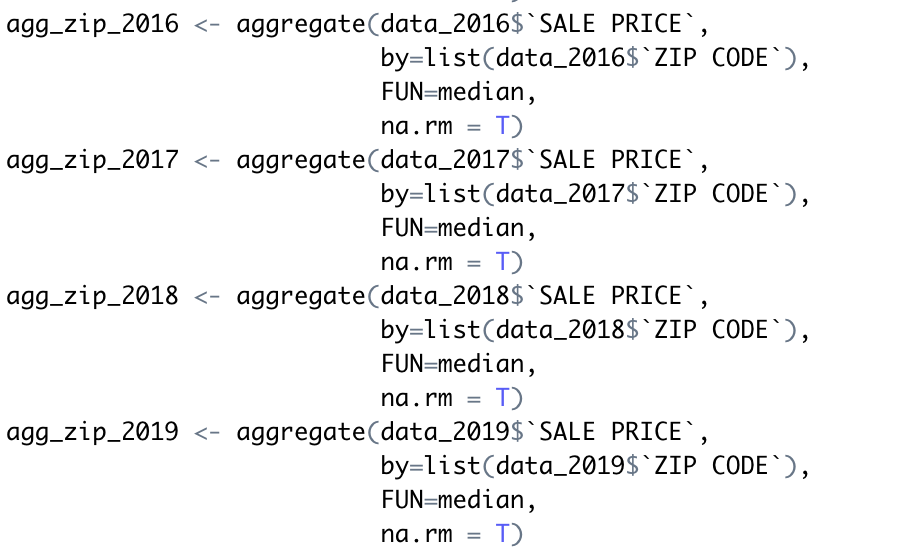 agg_zip_2016 <- aggregate(data_2016$`SALE PRICE`,
by=list(data_2016$`ZIP CODE`),
FUN=median,
na.rm = T)
agg_zip_2017 <- aggregate(data_2017$`SALE PRICE`,
by=list(data_2017$`ZIP CODE`),
FUN=median,
na.rm = T)
agg_zip_2018 <- aggregate(data_2018$`SALE PRICE`,
by=list(data_2018$`ZIP CODE`),
FUN=median,
na.rm = T)
agg_zip_2019 <- aggregate(data_2019$`SALE PRICE`,
by=list(data_2019$`ZIP CODE`),
FUN=median,
na.rm = T)